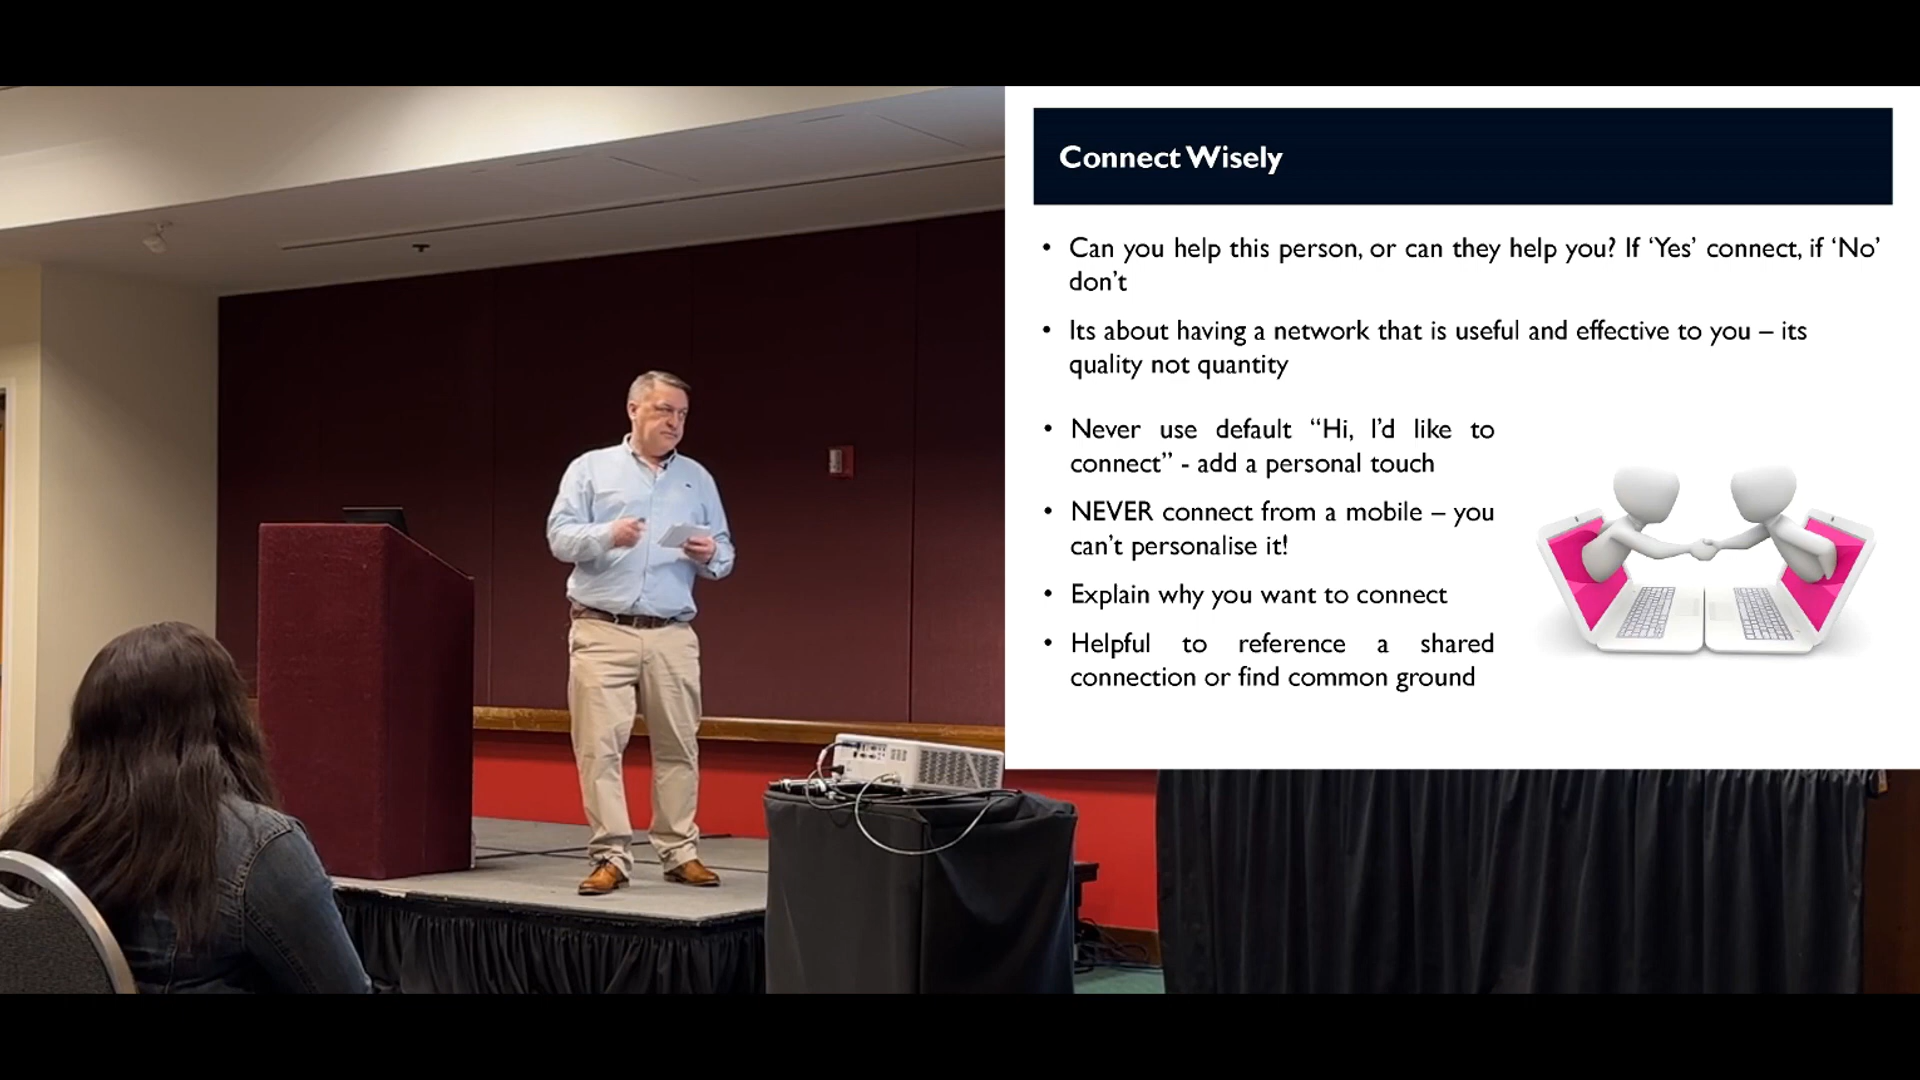 Connect Wisely
• Can you help this person, or can they help you? If ‘Yes’ connect, if ‘No’
don’t
• Its about having a network that is useful and effective to you – its
quality not quantity
• Never use default “Hi, I’d like to
connect” - add a personal touch
• NEVER connect from a mobile – you
can’t personalise it!
• Explain why you want to connect
• Helpful to reference a shared
connection or find common ground